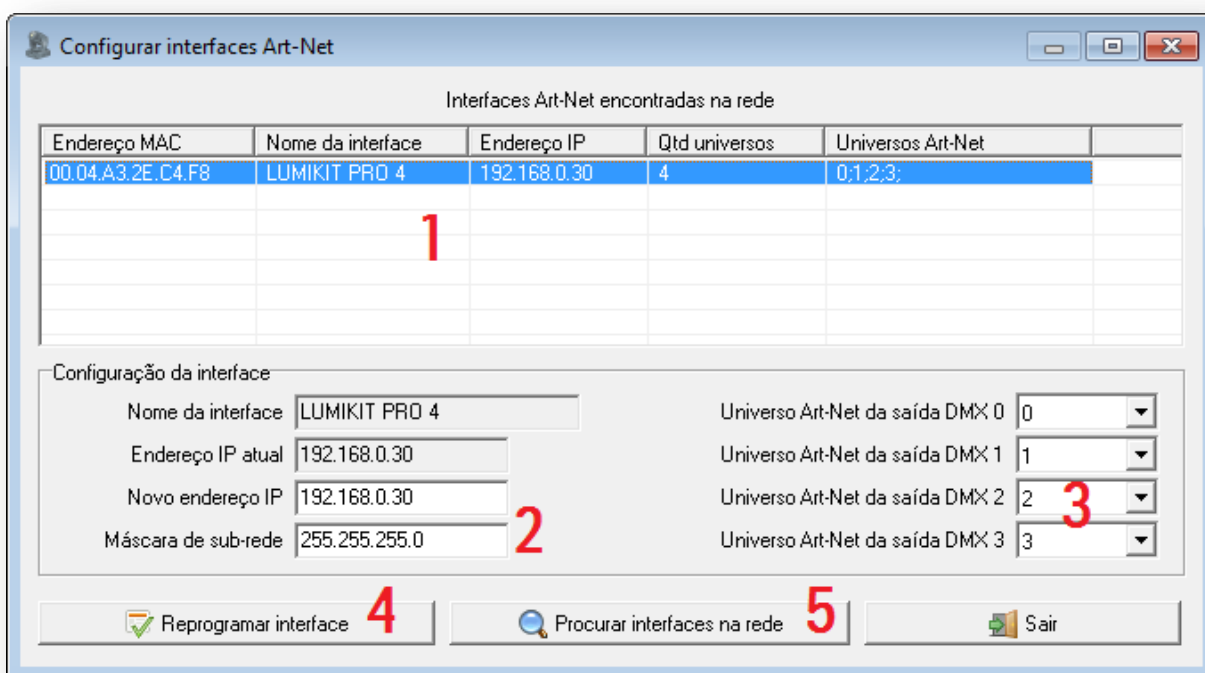 Configurar interfaces Art-Net
Interfaces Art-Net encontradas na rede
Endereço MAC Nome da interface Endereço IP Qtd universos Universos Art-Net
00.04.A3.2E.C4.F8 LUMIKIT PRO 4 192.168.0.30 4 0;1;2;3;
1
Configuração da interface
Nome da interface LUMIKIT PRO 4 Universo Art-Net da saída DMX 0 0
Endereço IP atual 192.168.0.30 Universo Art-Net da saída DMX 1 1
Novo endereço IP 192.168.0.30 Universo Art-Net da saída DMX 2 2
2 3
Máscara de sub-rede 255.255.255.0 Universo Art-Net da saída DMX 3 3
Reprogramar interface 4 Procurar interfaces na rede 5 Sair